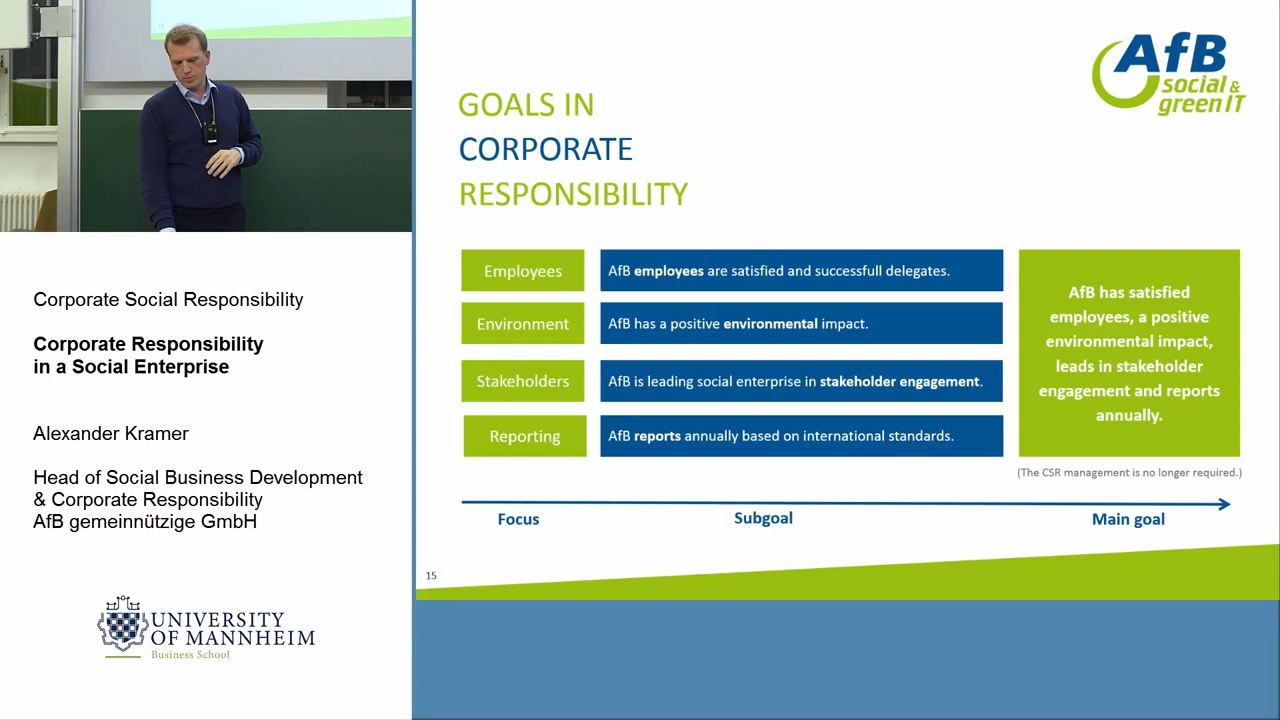 AfB
social &
green IT
GOALS IN
CORPORATE
RESPONSIBILITY
Employees
AfB employees are satisfied and successfull delegates.
Environment
AfB has a positive environmental impact.
Stakeholders
AfB is leading social enterprise in stakeholder engagement.
Reporting
AfB reports annually based on international standards.
AfB has satisfied
employees, a positive
environmental impact,
leads in stakeholder
engagement and reports
annually.
(The CSR management is no longer required.)
Focus
Subgoal
Main goal
15
Corporate Social Responsibility
Corporate Responsibility
in a Social Enterprise
Alexander Kramer
Head of Social Business Development
& Corporate Responsibility
AfB gemeinnützige GmbH
UNIVERSITY
OF MANNHEIM
Business School